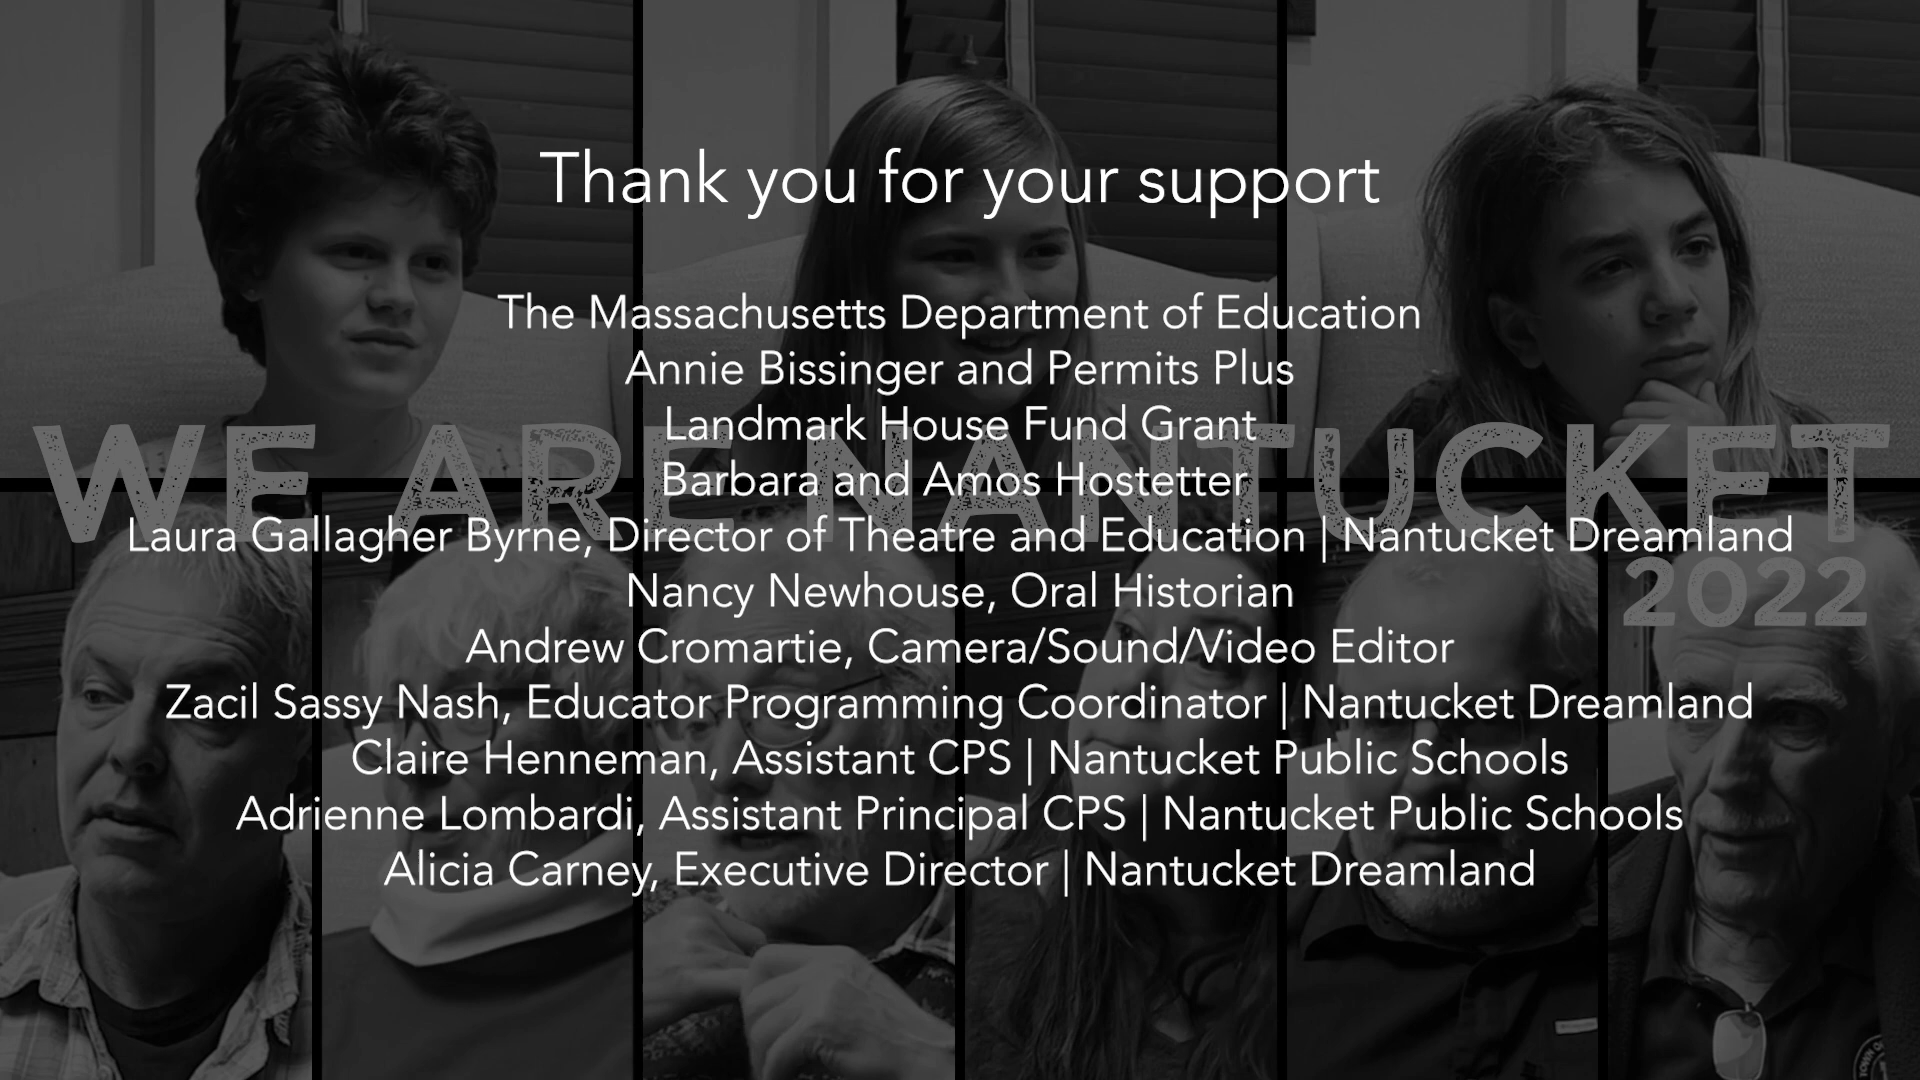 Thank you for your support
The Massachusetts Department of Education
Annie Bissinger and Permits Plus
Landmark House Fund Grant
WE ARE NANTUCKET
Barbara and Amos Hostetter
Laura Gallagher Byrne, Director of Theatre and Education | Nantucket Dreamland
2022
Nancy Newhouse, Oral Historian
Andrew Cromartie, Camera/Sound/Video Editor
Zacil Sassy Nash, Educator Programming Coordinator | Nantucket Dreamland
Claire Henneman, Assistant CPS | Nantucket Public Schools
Adrienne Lombardi, Assistant Principal CPS | Nantucket Public Schools
Alicia Carney, Executive Director | Nantucket Dreamland
TOWN